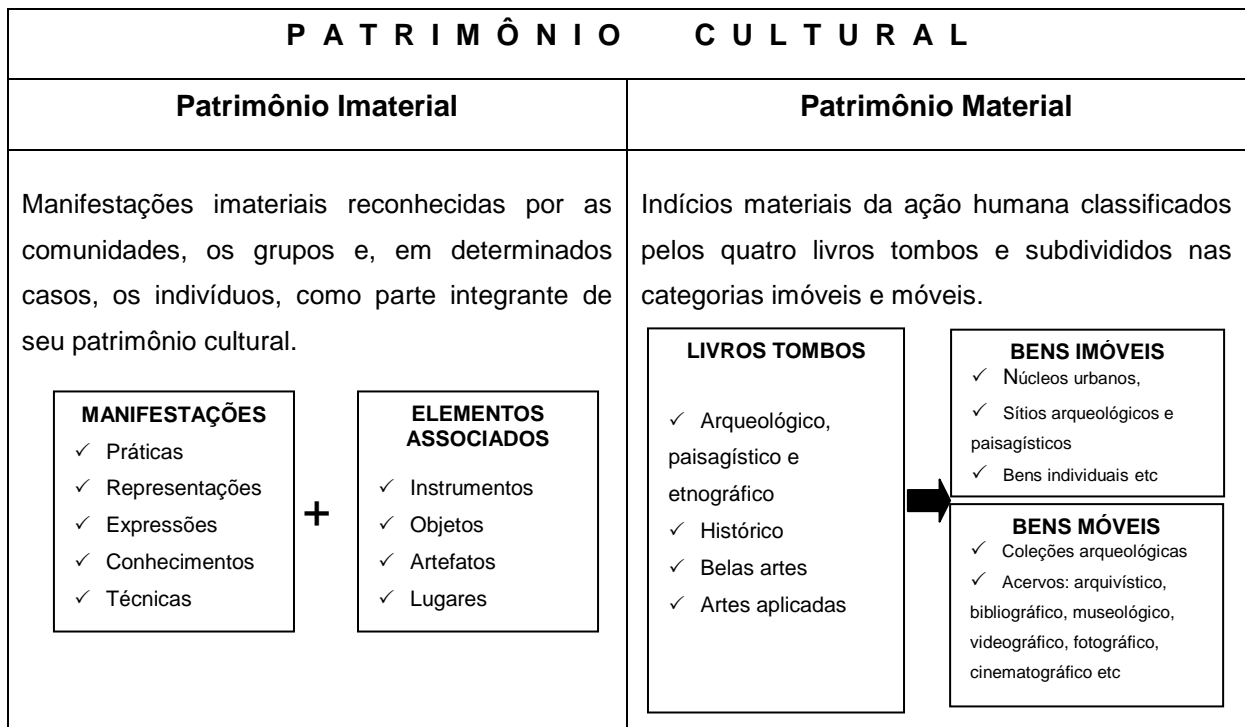 PATRIMÔNIO CULTURAL
Patrimônio Imaterial
Manifestações imateriais reconhecidas por as
comunidades, os grupos e, em determinados
casos, os indivíduos, como parte integrante de
seu patrimônio cultural.
MANIFESTAÇÕES
✓ Práticas
✓ Representações
✓ Expressões
✓ Conhecimentos
✓ Técnicas
+
ELEMENTOS
ASSOCIADOS
✓ Instrumentos
✓ Objetos
✓ Artefatos
✓ Lugares
Patrimônio Material
Indícios materiais da ação humana classificados
pelos quatro livros tombos e subdivididos nas
categorias imóveis e móveis.
LIVROS TOMBOS
✓ Arqueológico,
paisagístico e
etnográfico
✓ Histórico
✓ Belas artes
✓ Artes aplicadas
BENS IMÓVEIS
✓ Núcleos urbanos,
✓ Sítios arqueológicos e
paisagísticos
✓ Bens individuais etc
BENS MÓVEIS
✓ Coleções arqueológicas
✓ Acervos: arquivístico,
bibliográfico, museológico,
videográfico, fotográfico,
cinematográfico etc